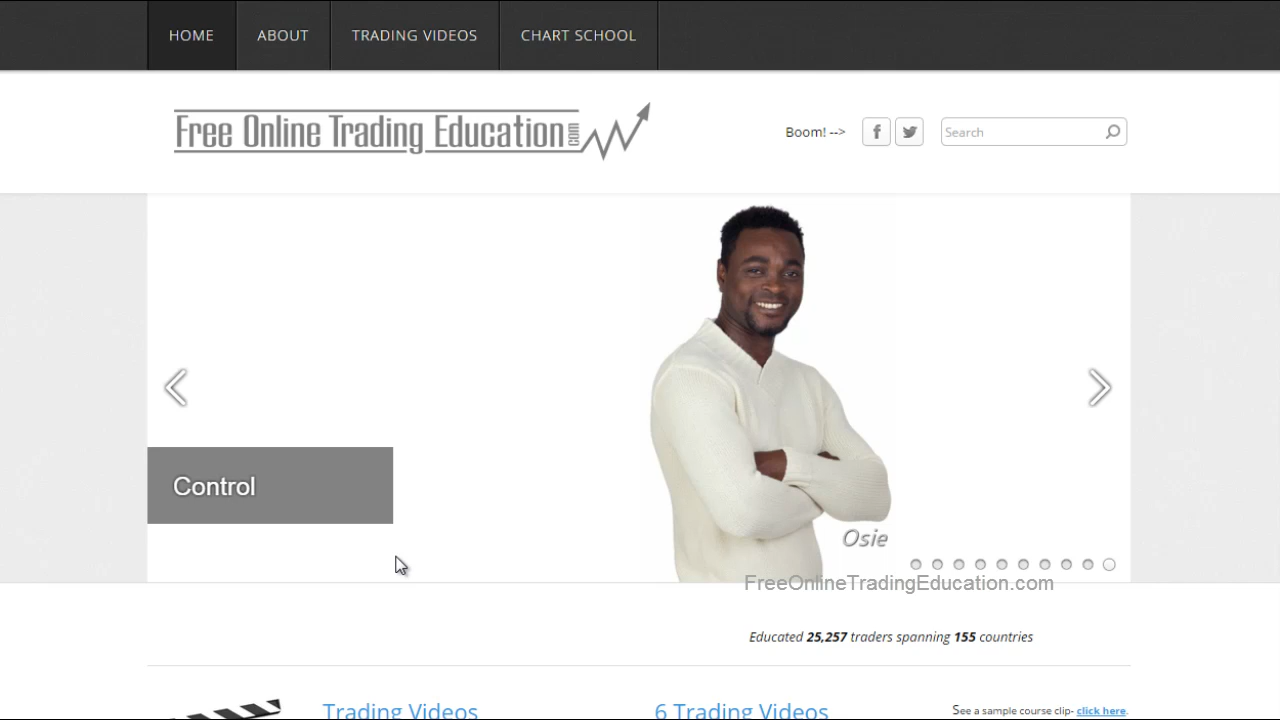 HOME ABOUT TRADING VIDEOS CHART SCHOOL
Free Online Trading Education.com
Boom! -->
Search
Control
Osie
FreeOnlineTradingEducation.com
Educated 25,257 traders spanning 155 countries
Trading Videos
6 Trading Videos
See a sample course clip- click here.